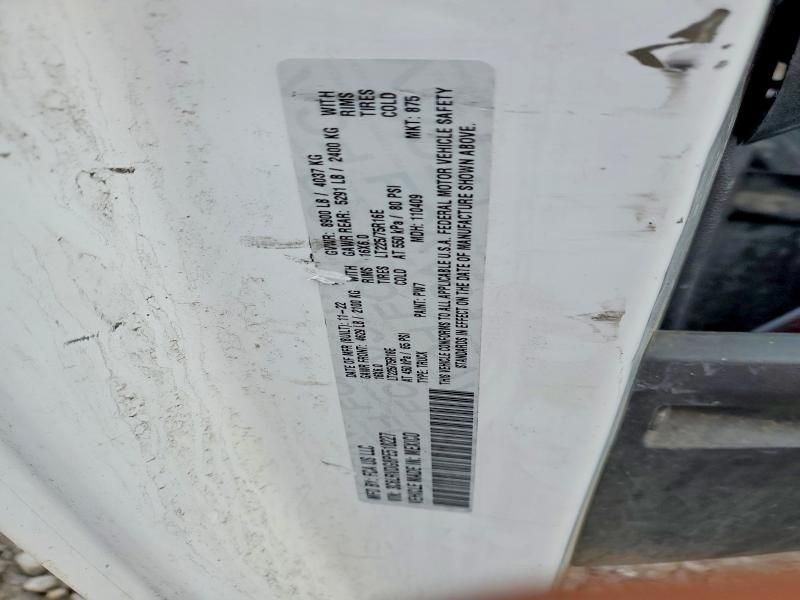 MFD BY: FCA US LLC
DATE OF MFR (BUILT): 11-22
GVWR: 8900 LB / 4037 KG
GAWR FRONT: 4629 LB / 2100 KG WITH
GAWR REAR: 5291 LB / 2400 KG WITH
16X6.0 RIMS
16X6.0 RIMS
LT225/75R16E TIRES
LT225/75R16E TIRES
AT 450 kPa / 65 PSI COLD
AT 550 kPa / 80 PSI COLD
VIN:
TYPE: TRUCK
VEHICLE MADE IN: MEXICO
PAINT: PW7
MDH: 110409
MKT: 875
THIS VEHICLE CONFORMS TO ALL APPLICABLE U.S.A. FEDERAL MOTOR VEHICLE SAFETY
STANDARDS IN EFFECT ON THE DATE OF MANUFACTURE SHOWN ABOVE.